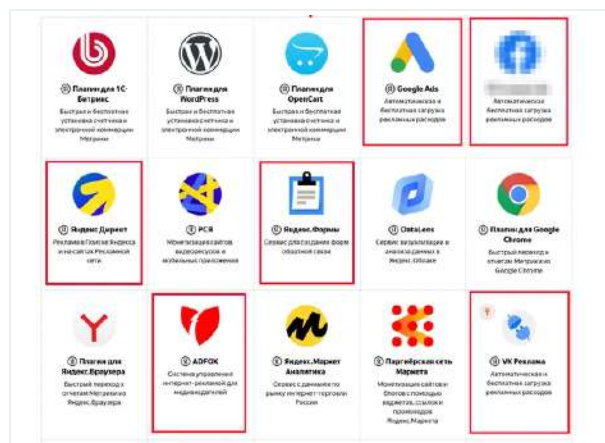 Плагин для 1С-
Битрикс
Быстрая и бесплатная
установка счетчика и
электронной коммерции
Метрики
Плагин для
WordPress
Быстрая и бесплатная
установка счетчика и
электронной коммерции
Метрики
Плагин для
OpenCart
Быстрая и бесплатная
установка счетчика и
электронной коммерции
Метрики
Google Ads
Автоматическая и
бесплатная загрузка
рекламных расходов
Автоматическая и
бесплатная загрузка
рекламных расходов
Яндекс Директ
Реклама в Поиске Яндекса
и на сайтах Рекламной
сети.
РСЯ
Монетизация сайтов,
видеоресурсов и
мобильных приложений
Яндекс.Формы
Сервис для создания форм
обратной связи
DataLens
Сервис визуализации и
анализа данных в
Яндекс.Облаке
Плагин для Google
Chrome
Быстрый переход к
отчетам Метрики из
Google Chrome
Плагин для
Яндекс.Браузера
Быстрый переход к
отчетам Метрики из
Яндекс.Браузера
ADFOX
Система управления
интернет-рекламой для
медиавладельцев
Яндекс.Маркет
Аналитика
Сервис с данными по
рынку интернет-торговли
России
Партнёрская сеть
Маркета
Монетизация сайтов и
блогов с помощью
виджетов, ссылок и
промокодов
Яндекс.Маркета
VK Реклама
Автоматическая и
бесплатная загрузка
рекламных расходов